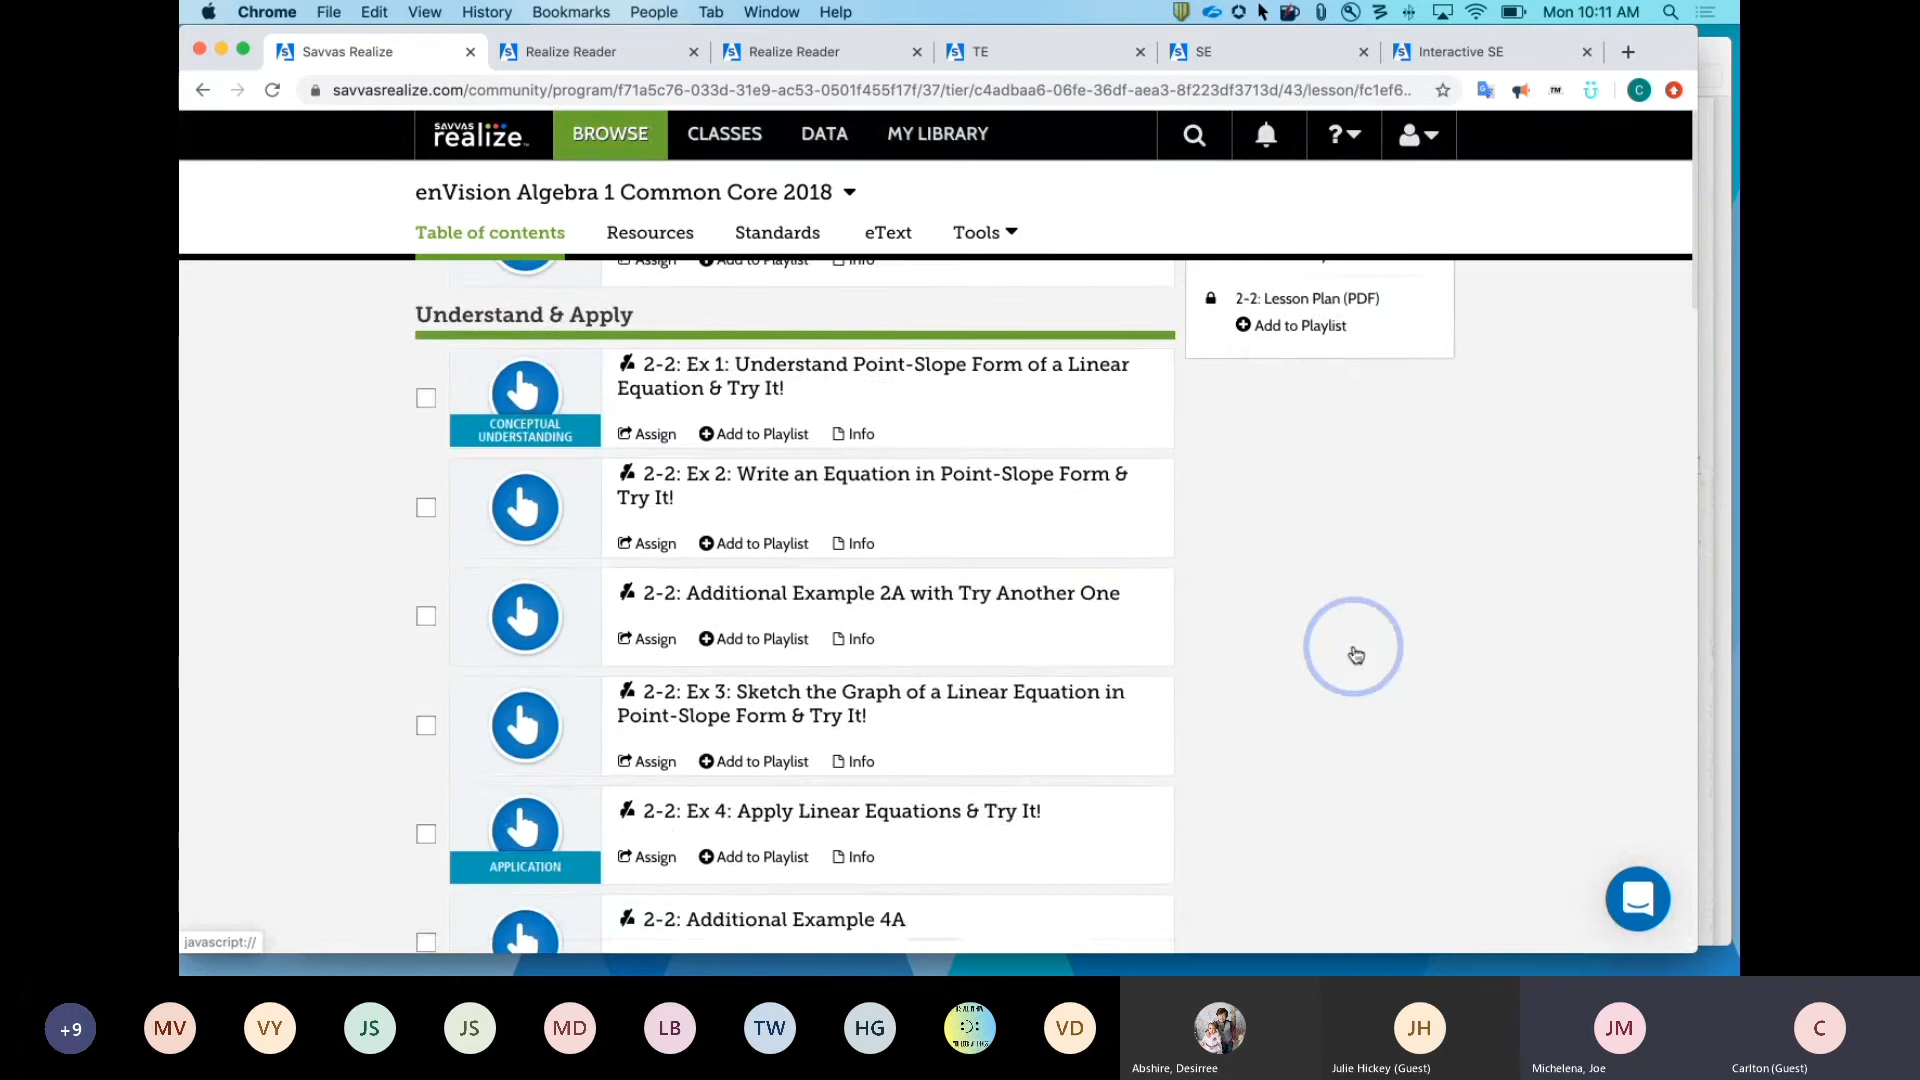 Chrome File Edit View History Bookmarks People Tab Window Help Mon 10:11 AM
Savvas Realize Realize Reader Realize Reader TE SE Interactive SE
savvasrealize.com/community/program/f71a5c76-033d-31e9-ac53-0501f455f17f/37/tier/c4adbaa6-06fe-36df-aea3-8f223df3713d/43/lesson/fc1ef6..
TM
C
SAVVAS realize BROWSE CLASSES DATA MY LIBRARY ?
enVision Algebra 1 Common Core 2018
Table of contents Resources Standards eText Tools
Assign Add to Playlist Info
2-2: Lesson Plan (PDF)
Add to Playlist
Understand & Apply
2-2: Ex 1: Understand Point-Slope Form of a Linear
Equation & Try It!
CONCEPTUAL
UNDERSTANDING
Assign Add to Playlist Info
2-2: Ex 2: Write an Equation in Point-Slope Form &
Try It!
Assign Add to Playlist Info
2-2: Additional Example 2A with Try Another One
Assign Add to Playlist Info
2-2: Ex 3: Sketch the Graph of a Linear Equation in
Point-Slope Form & Try It!
Assign Add to Playlist Info
2-2: Ex 4: Apply Linear Equations & Try It!
APPLICATION
Assign Add to Playlist Info
2-2: Additional Example 4A
javascript://
+9 MV VY JS JS MD LB TW HG VD JH JM C
Abshire, Desirree Julie Hickey (Guest) Michelena, Joe Carlton (Guest)